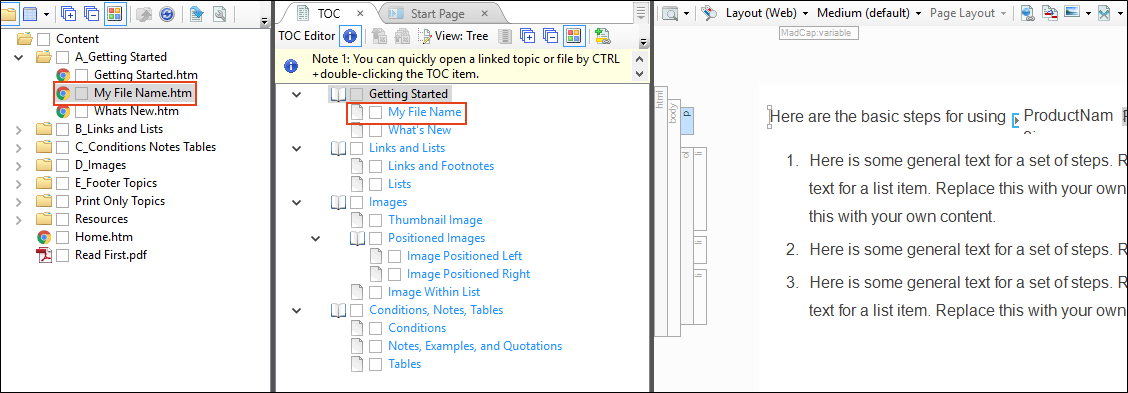 Content
A_Getting Started
Getting Started.htm
My File Name.htm
Whats New.htm
B_Links and Lists
C_Conditions Notes Tables
D_Images
E_Footer Topics
Print Only Topics
Resources
Home.htm
Read First.pdf
TOC
Start Page
TOC Editor
View: Tree
Note 1: You can quickly open a linked topic or file by CTRL
+double-clicking the TOC item.
Getting Started
My File Name
What's New
Links and Lists
Links and Footnotes
Lists
Images
Thumbnail Image
Positioned Images
Image Positioned Left
Image Positioned Right
Image Within List
Conditions, Notes, Tables
Conditions
Notes, Examples, and Quotations
Tables
Layout (Web)
Medium (default)
Page Layout
MadCap:variable
html
body
p
ol
li
li
li
Here are the basic steps for using ProductNam
1. Here is some general text for a set of steps. R
text for a list item. Replace this with your own
this with your own content.
2. Here is some general text for a set of steps. R
3. Here is some general text for a set of steps. R
text for a list item. Replace this with your own